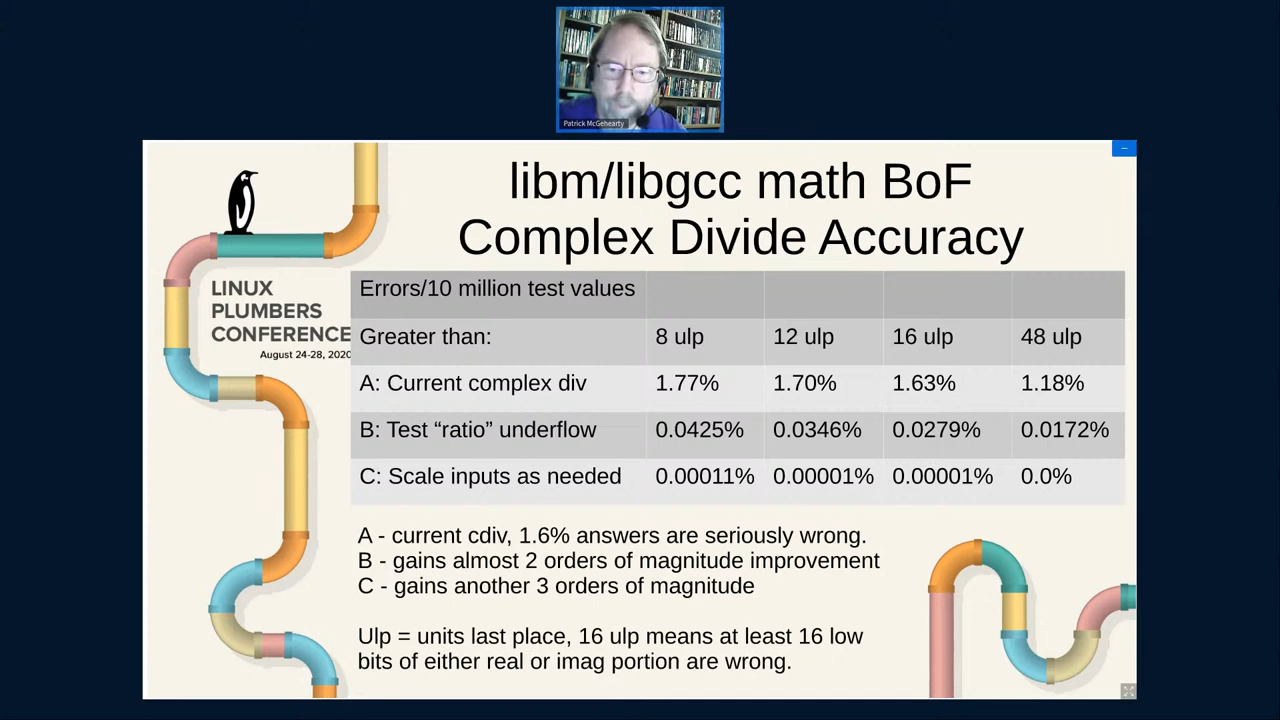 Patrick McGehearty
libm/libgcc math BoF
Complex Divide Accuracy
LINUX
PLUMBERS
CONFERENCE
August 24-28, 2020
Errors/10 million test values
Greater than: 8 ulp 12 ulp 16 ulp 48 ulp
A: Current complex div 1.77% 1.70% 1.63% 1.18%
B: Test “ratio” underflow 0.0425% 0.0346% 0.0279% 0.0172%
C: Scale inputs as needed 0.00011% 0.00001% 0.00001% 0.0%
A - current cdiv, 1.6% answers are seriously wrong.
B - gains almost 2 orders of magnitude improvement
C - gains another 3 orders of magnitude
Ulp = units last place, 16 ulp means at least 16 low
bits of either real or imag portion are wrong.